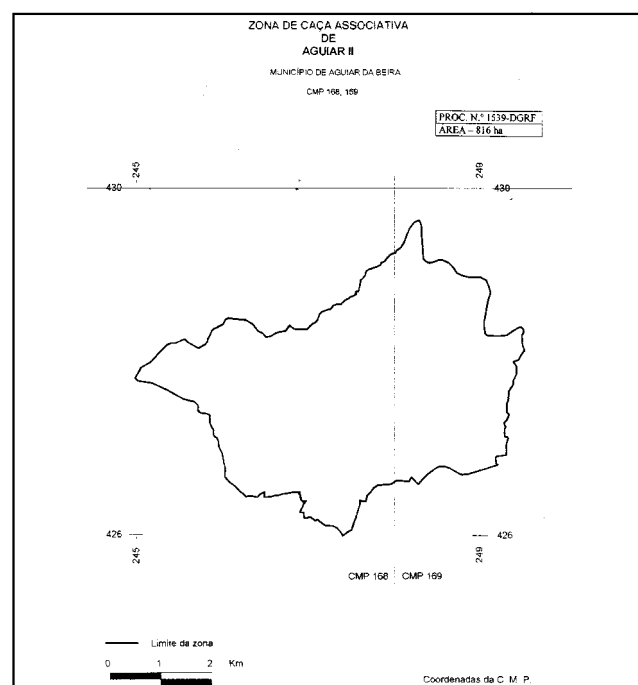 ZONA DE CAÇA ASSOCIATIVA
DE
AGUIAR II
MUNICÍPIO DE AGUIAR DA BEIRA
CMP 168, 169
PROC. N.º 1539-DGRF
AREA – 816 ha
245
249
430
430
426
426
245
249
CMP 168
CMP 169
Limite da zona
0 1 2 Km
Coordenadas da C. M. P.